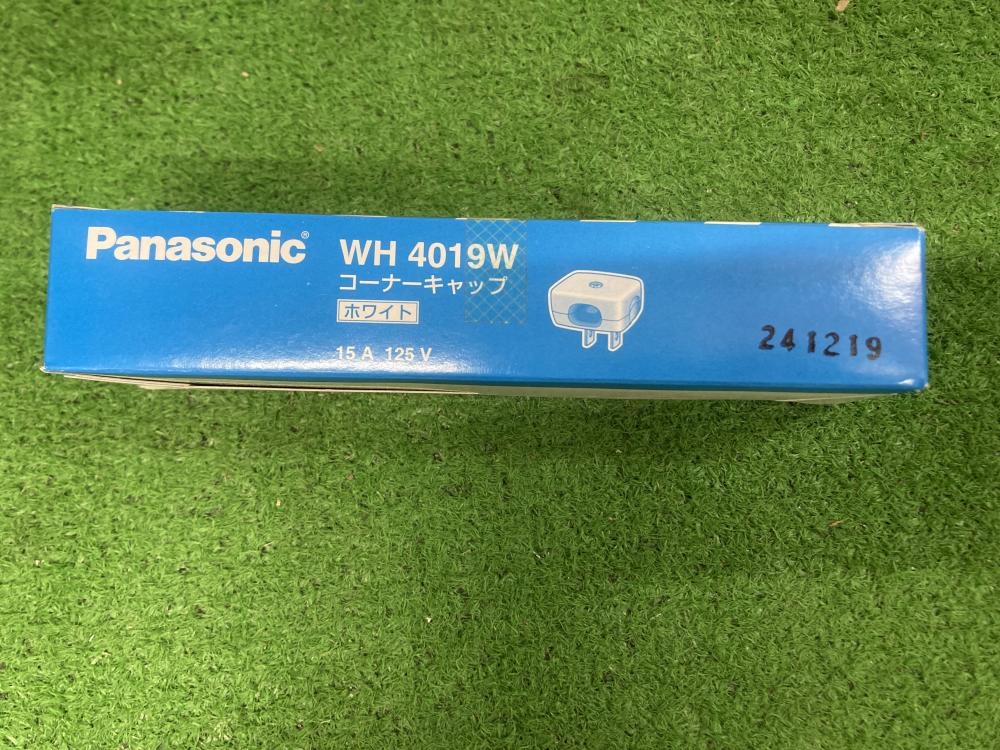 Panasonic®
WH 4019W
コーナーキャップ
ホワイト
15 A 125 V
241219